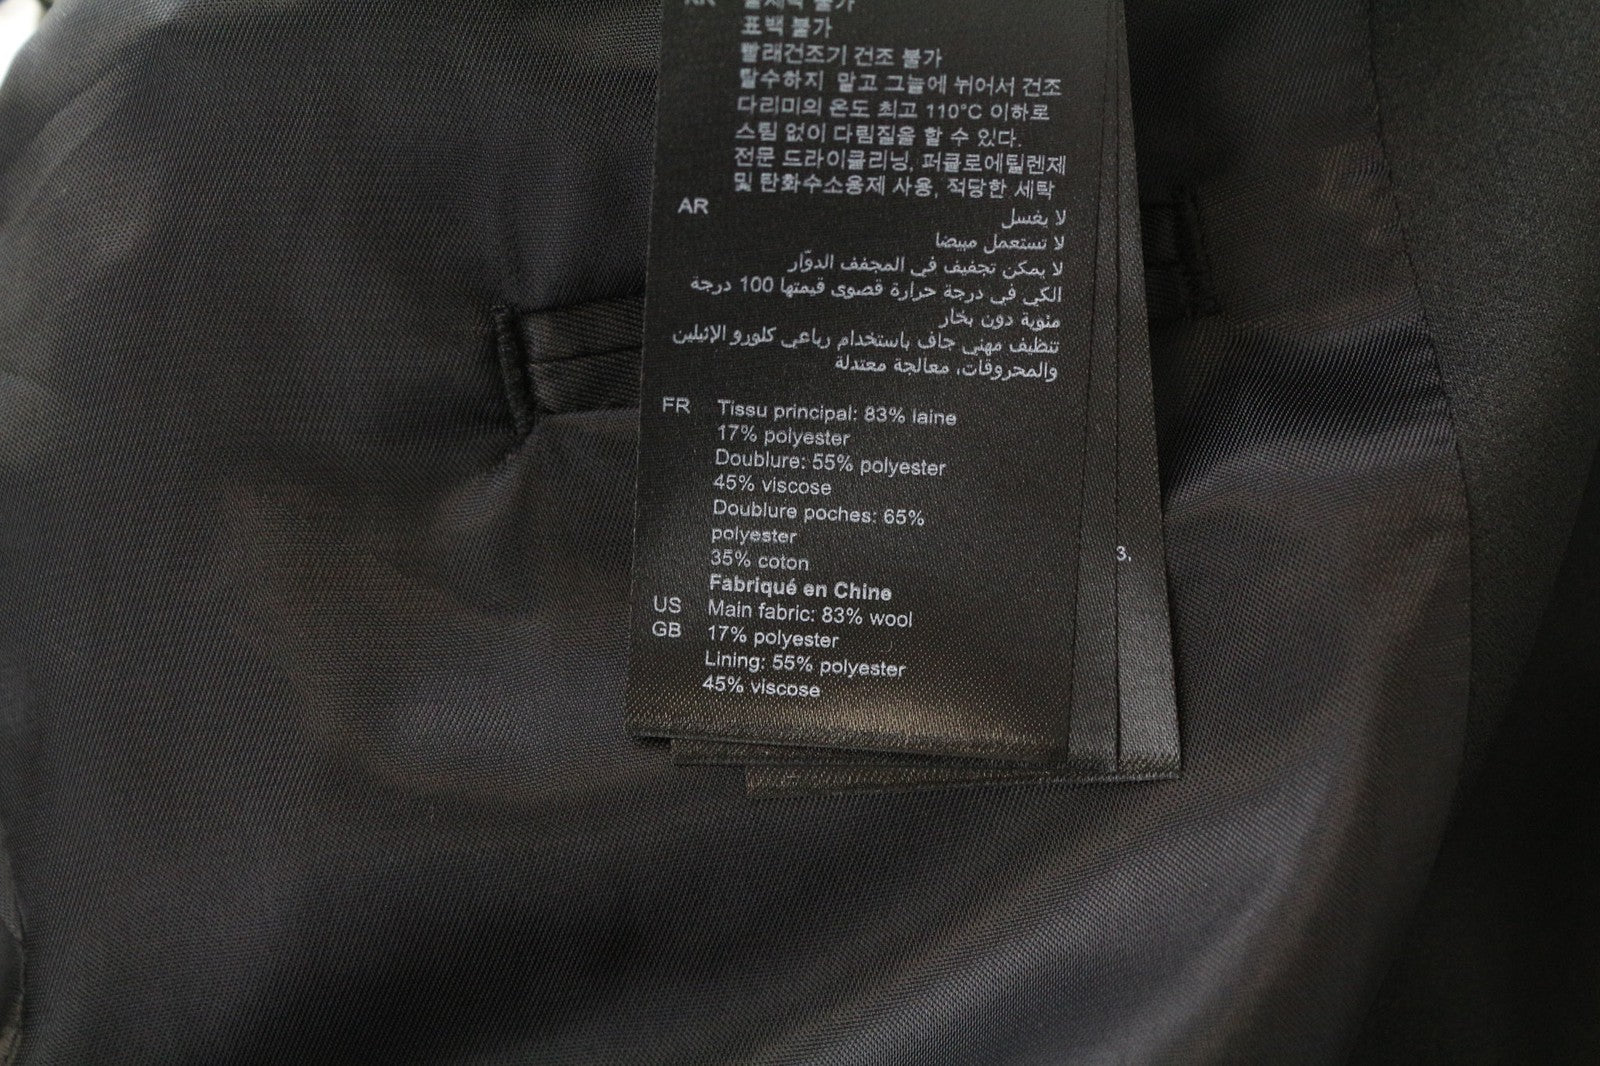 KR 물세탁 불가
표백 불가
빨래건조기 건조 불가
탈수하지 말고 그늘에 뉘어서 건조
다리미의 온도 최고 110°C 이하로
스팀 없이 다림질을 할 수 있다.
전문 드라이클리닝, 퍼클로에틸렌제
및 탄화수소용제 사용, 적당한 세탁
AR لا يغسل
لا تستعمل مبيضا
لا يمكن تجفيف في المجفف الدوّار
الكي في درجة حرارة قصوى قيمتها 100 درجة
مئوية دون بخار
تنظيف مهني جاف باستخدام رباعي كلورو الإثيلين
والمحروقات، معالجة معتدلة
FR Tissu principal: 83% laine
17% polyester
Doublure: 55% polyester
45% viscose
Doublure poches: 65%
polyester
35% coton
Fabriqué en Chine
US Main fabric: 83% wool
GB 17% polyester
Lining: 55% polyester
45% viscose
3.